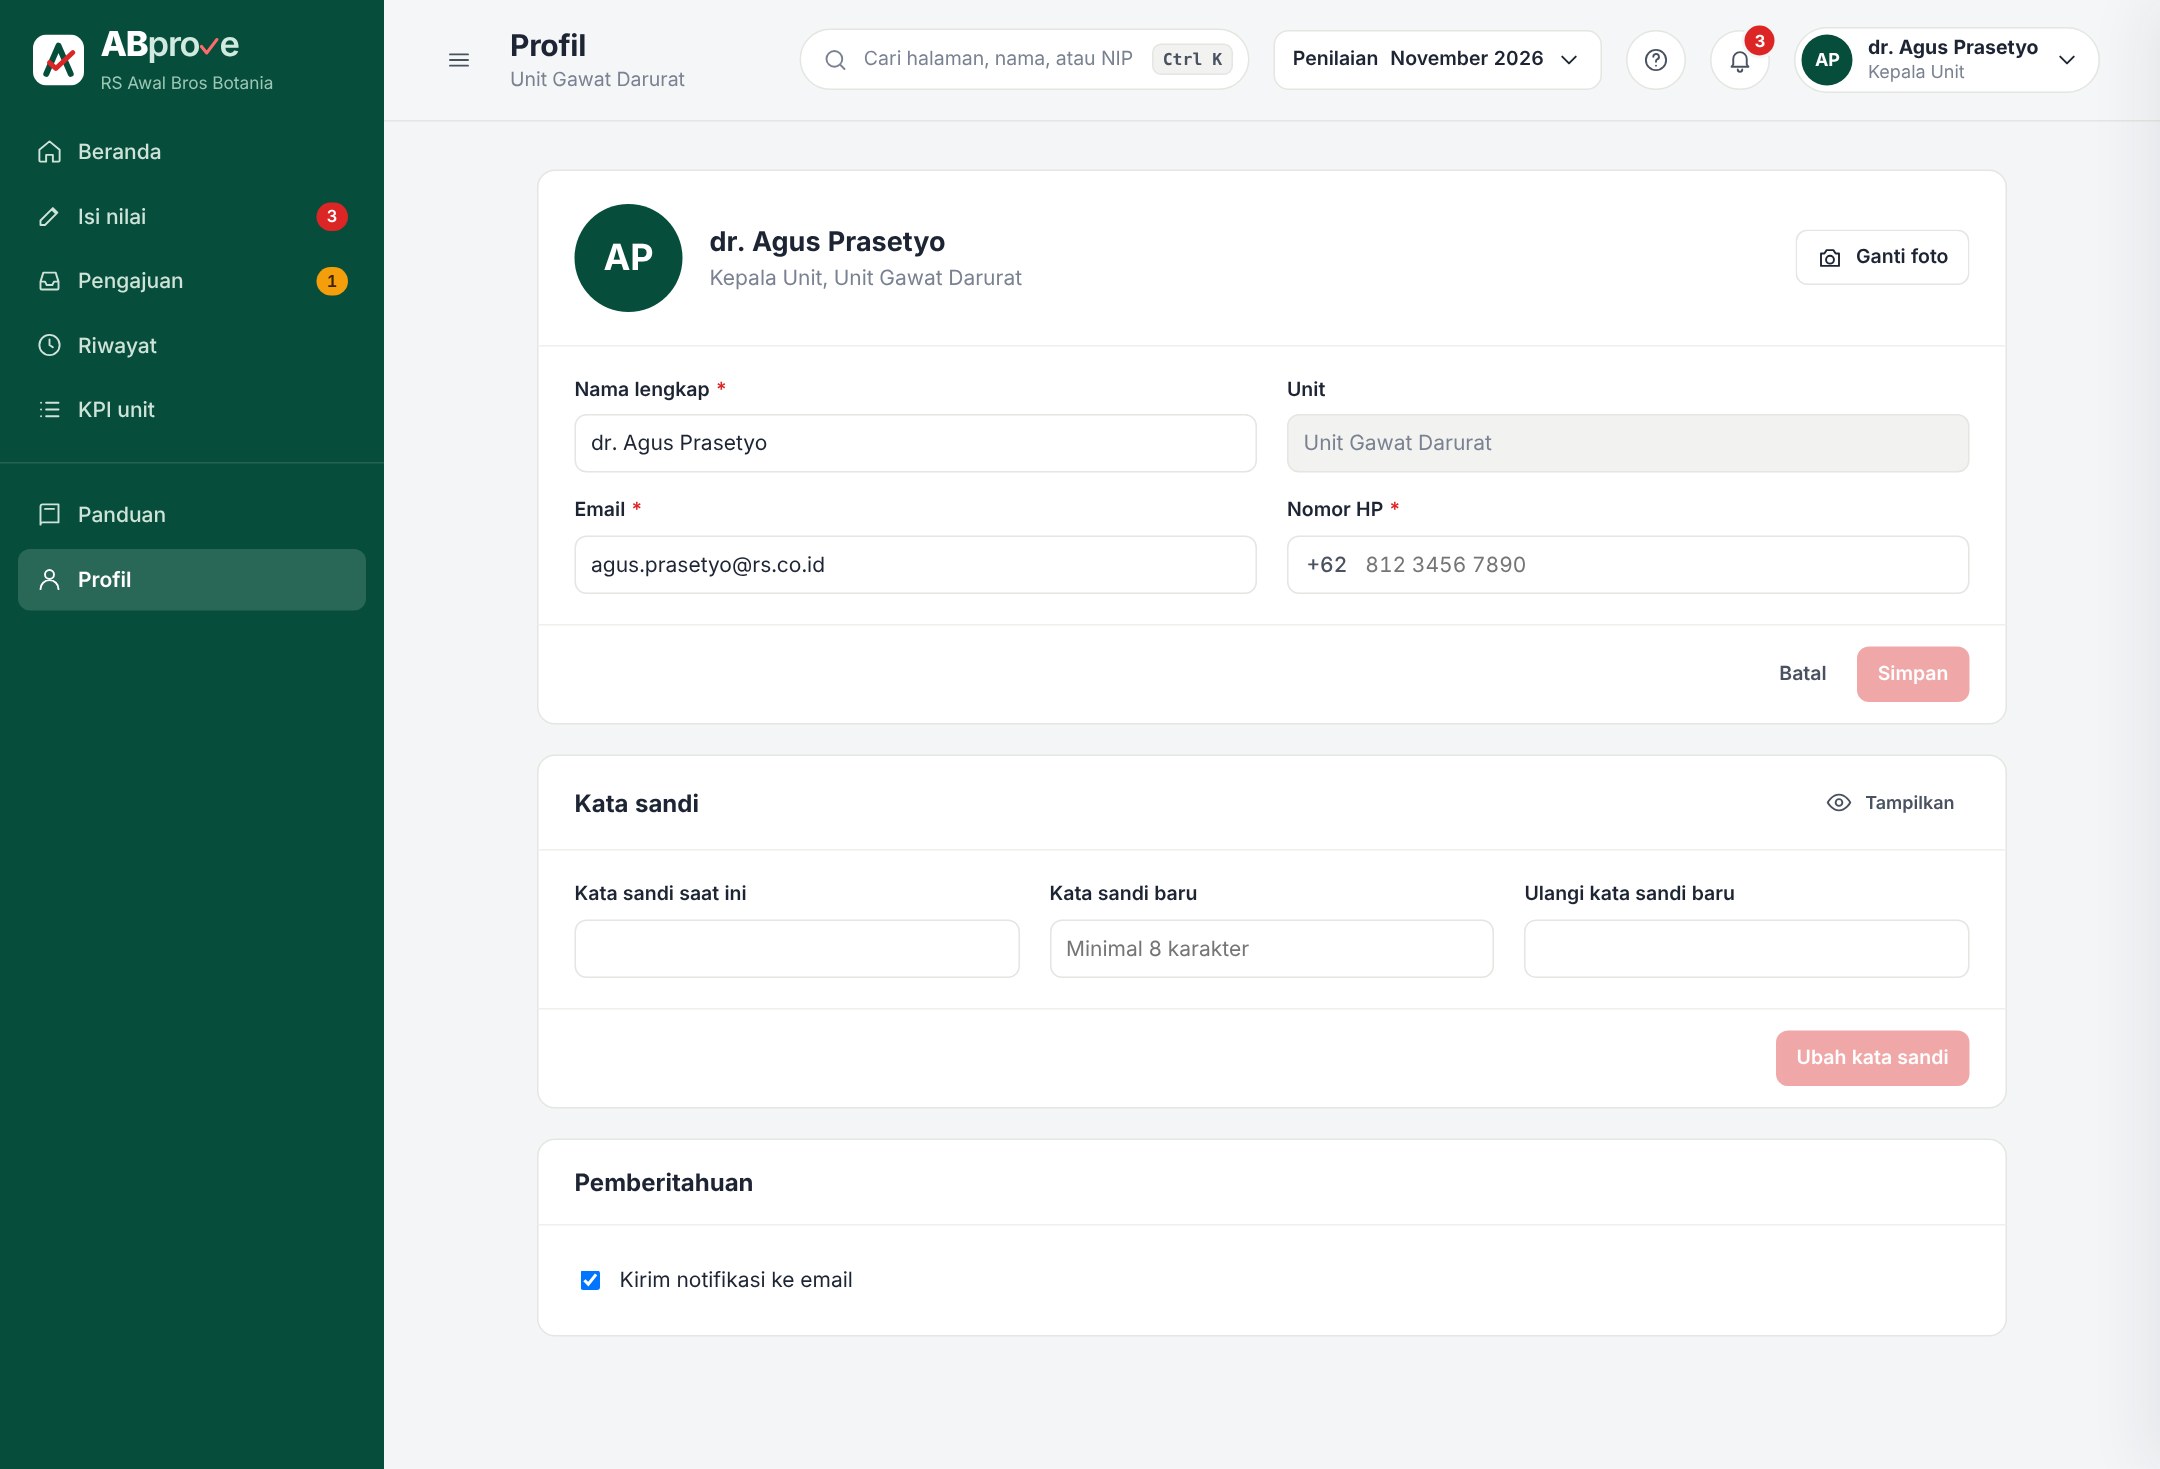 ABprove
RS Awal Bros Botania
Beranda
Isi nilai 3
Pengajuan 1
Riwayat
KPI unit
Panduan
Profil
Profil
Unit Gawat Darurat
Cari halaman, nama, atau NIP Ctrl K
Penilaian November 2026
3
AP
dr. Agus Prasetyo
Kepala Unit
AP
dr. Agus Prasetyo
Kepala Unit, Unit Gawat Darurat
Ganti foto
Nama lengkap *
dr. Agus Prasetyo
Unit
Unit Gawat Darurat
Email *
agus.prasetyo@rs.co.id
Nomor HP *
+62 812 3456 7890
Batal
Simpan
Kata sandi
Tampilkan
Kata sandi saat ini
Kata sandi baru
Minimal 8 karakter
Ulangi kata sandi baru
Ubah kata sandi
Pemberitahuan
Kirim notifikasi ke email